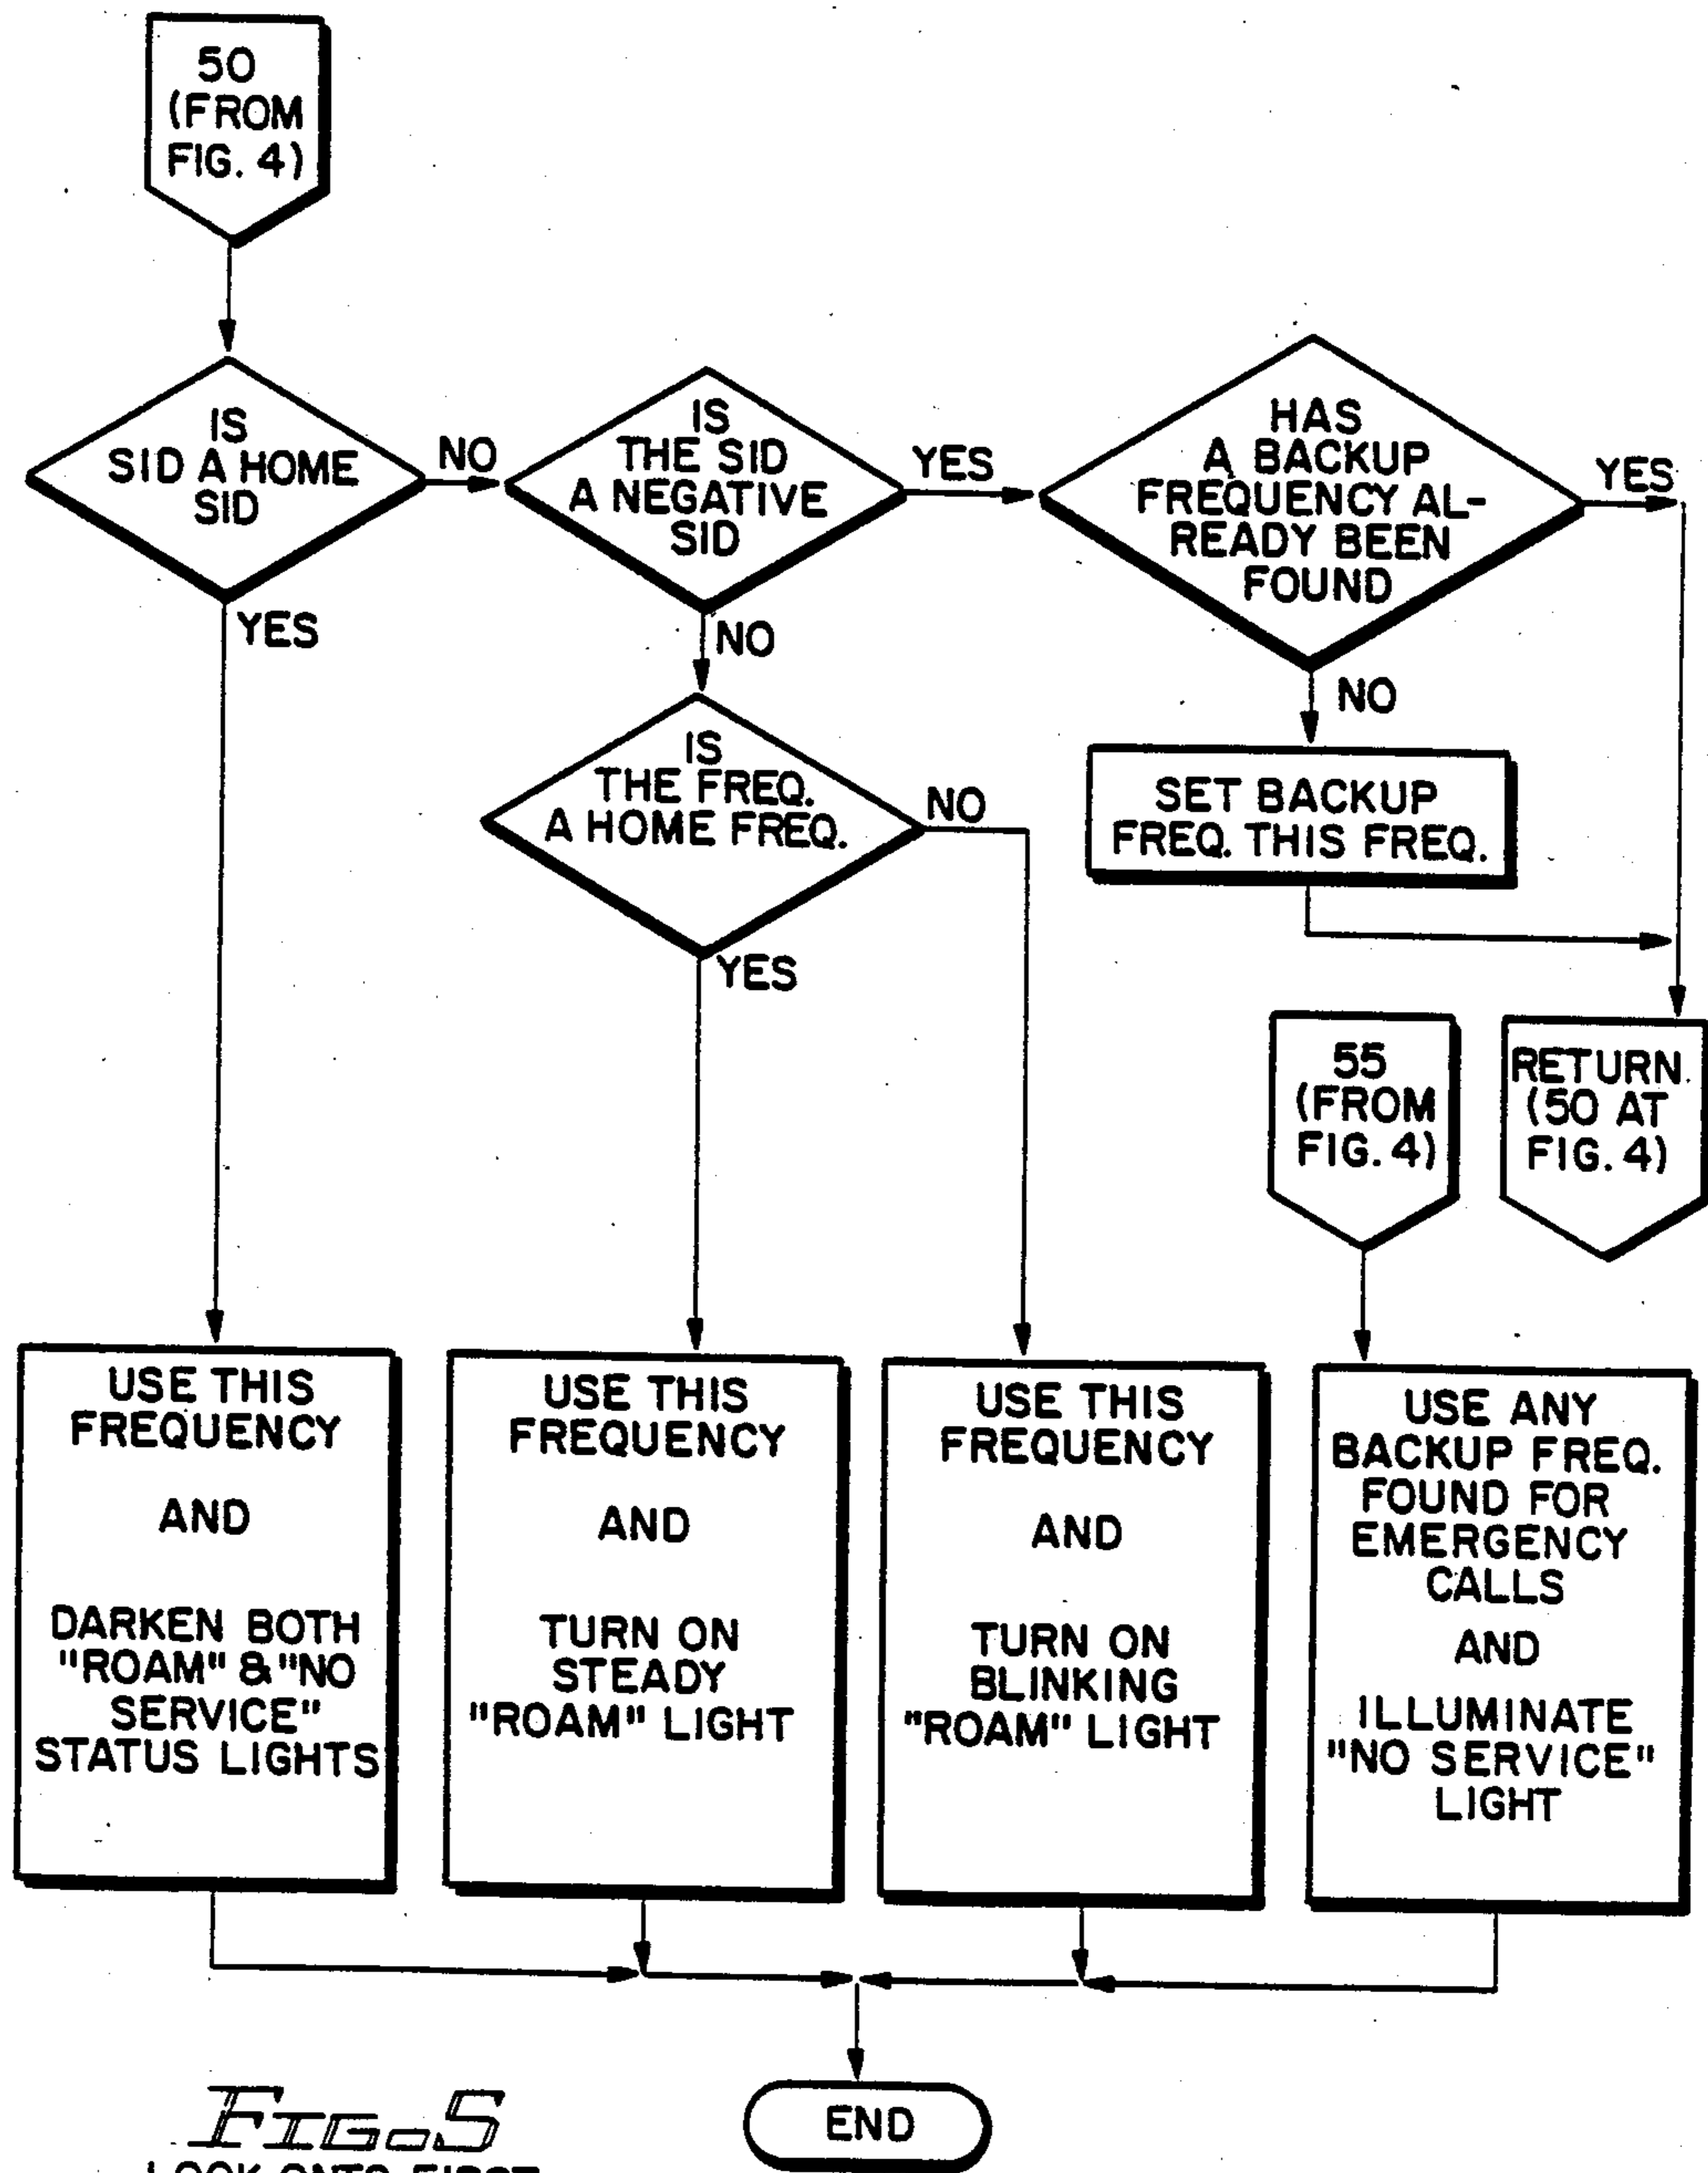 50
(FROM
FIG. 4)
IS
SID A HOME
SID
NO
YES
IS
THE SID
A NEGATIVE
SID
YES
NO
HAS
A BACKUP
FREQUENCY AL-
READY BEEN
FOUND
YES
NO
IS
THE FREQ.
A HOME FREQ.
NO
YES
SET BACKUP
FREQ. THIS FREQ.
55
(FROM
FIG. 4)
RETURN
(50 AT
FIG. 4)
USE THIS
FREQUENCY
AND
DARKEN BOTH
"ROAM" & "NO
SERVICE"
STATUS LIGHTS
USE THIS
FREQUENCY
AND
TURN ON
STEADY
"ROAM" LIGHT
USE THIS
FREQUENCY
AND
TURN ON
BLINKING
"ROAM" LIGHT
USE ANY
BACKUP FREQ.
FOUND FOR
EMERGENCY
CALLS
AND
ILLUMINATE
"NO SERVICE"
LIGHT
END
FIG. 5
FIRST